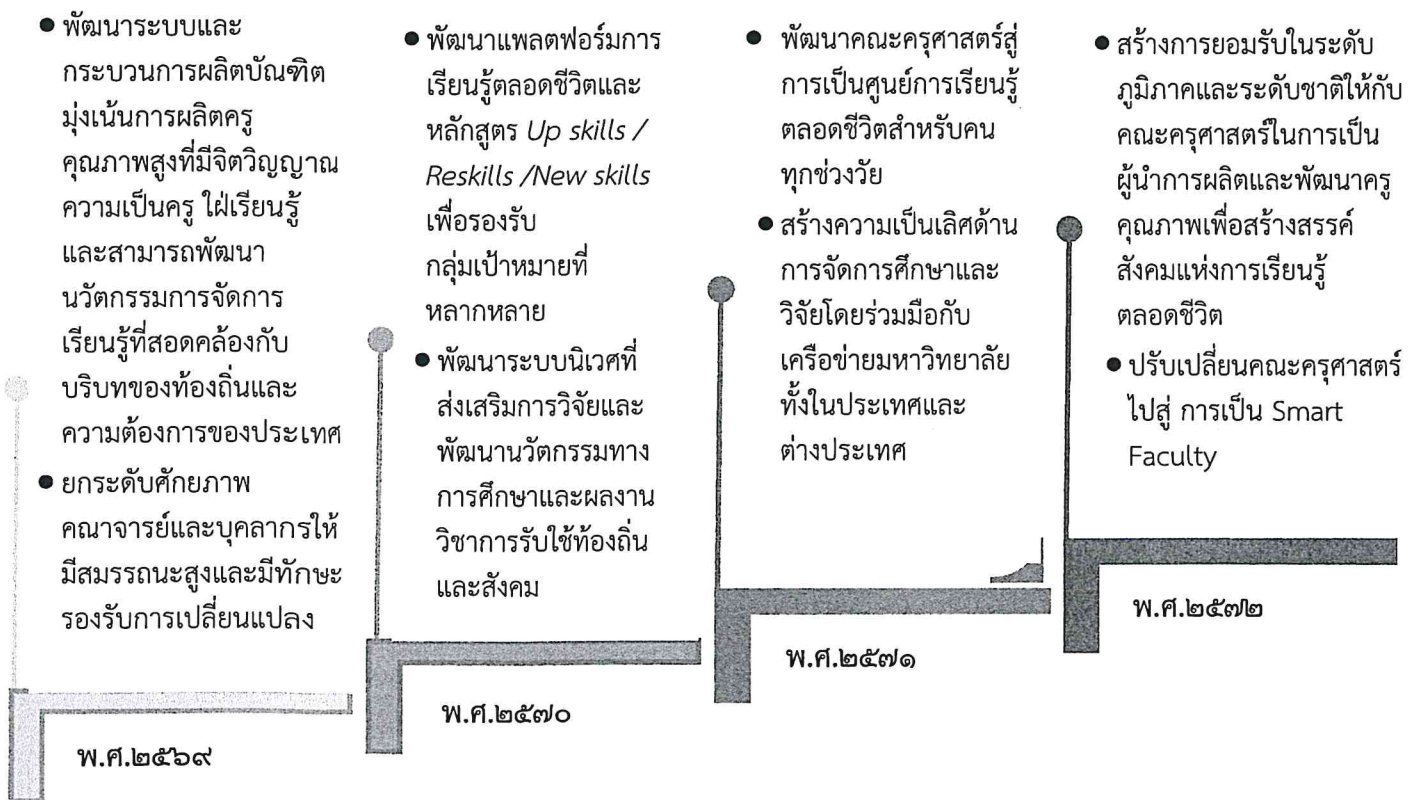 ● พัฒนาระบบและ
กระบวนการผลิตบัณฑิต
มุ่งเน้นการผลิตครู
คุณภาพสูงที่มีจิตวิญญาณ
ความเป็นครู ใฝ่เรียนรู้
และสามารถพัฒนา
นวัตกรรมการจัดการ
เรียนรู้ที่สอดคล้องกับ
บริบทของท้องถิ่นและ
ความต้องการของประเทศ
● ยกระดับศักยภาพ
คณาจารย์และบุคลากรให้
มีสมรรถนะสูงและมีทักษะ
รองรับการเปลี่ยนแปลง
พ.ศ.๒๕๖๙
● พัฒนาแพลตฟอร์มการ
เรียนรู้ตลอดชีวิตและ
หลักสูตร Up skills /
Reskills /New skills
เพื่อรองรับ
กลุ่มเป้าหมายที่
หลากหลาย
● พัฒนาระบบนิเวศที่
ส่งเสริมการวิจัยและ
พัฒนานวัตกรรมทาง
การศึกษาและผลงาน
วิชาการรับใช้ท้องถิ่น
และสังคม
พ.ศ.๒๕๗๐
● พัฒนาคณะครุศาสตร์สู่
การเป็นศูนย์การเรียนรู้
ตลอดชีวิตสำหรับคน
ทุกช่วงวัย
● สร้างความเป็นเลิศด้าน
การจัดการศึกษาและ
วิจัยโดยร่วมมือกับ
เครือข่ายมหาวิทยาลัย
ทั้งในประเทศและ
ต่างประเทศ
พ.ศ.๒๕๗๑
● สร้างการยอมรับในระดับ
ภูมิภาคและระดับชาติให้กับ
คณะครุศาสตร์ในการเป็น
ผู้นำการผลิตและพัฒนาครู
คุณภาพเพื่อสร้างสรรค์
สังคมแห่งการเรียนรู้
ตลอดชีวิต
● ปรับเปลี่ยนคณะครุศาสตร์
ไปสู่ การเป็น Smart
Faculty
พ.ศ.๒๕๗๒